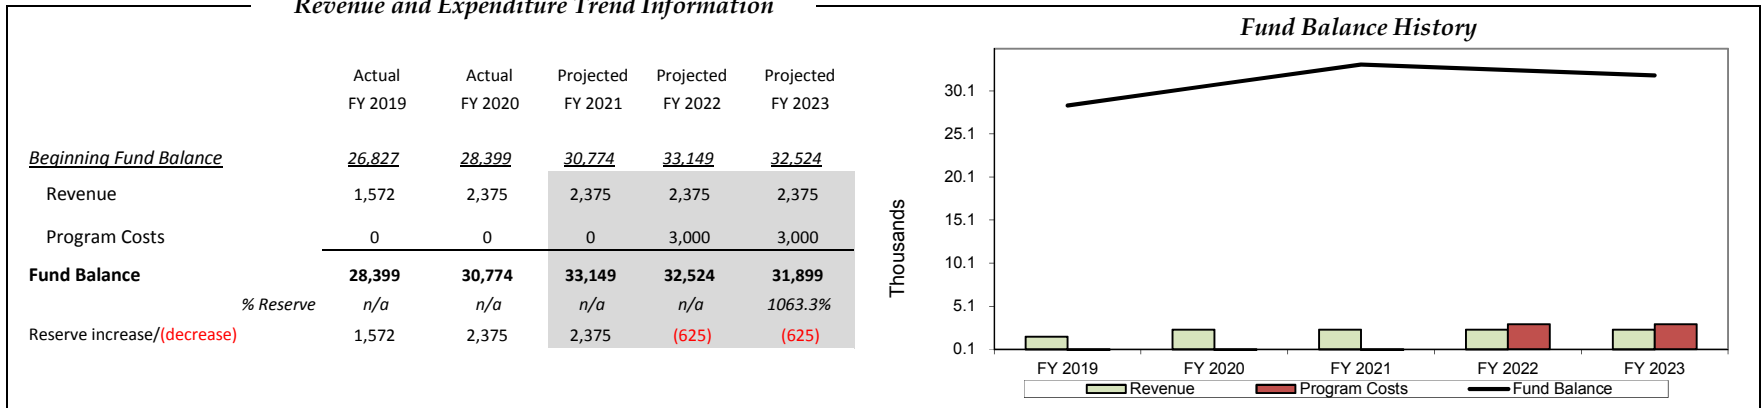 Revenue and Expenditure Trend Information
Actual Actual Projected Projected Projected
FY 2019 FY 2020 FY 2021 FY 2022 FY 2023
Beginning Fund Balance 26,827 28,399 30,774 33,149 32,524
Revenue 1,572 2,375 2,375 2,375 2,375
Program Costs 0 0 0 3,000 3,000
Fund Balance 28,399 30,774 33,149 32,524 31,899
% Reserve n/a n/a n/a n/a 1063.3%
Reserve increase/(decrease) 1,572 2,375 2,375 (625) (625)
Fund Balance History
Thousands
30.1
25.1
20.1
15.1
10.1
5.1
0.1
FY 2019 FY 2020 FY 2021 FY 2022 FY 2023
Revenue Program Costs Fund Balance